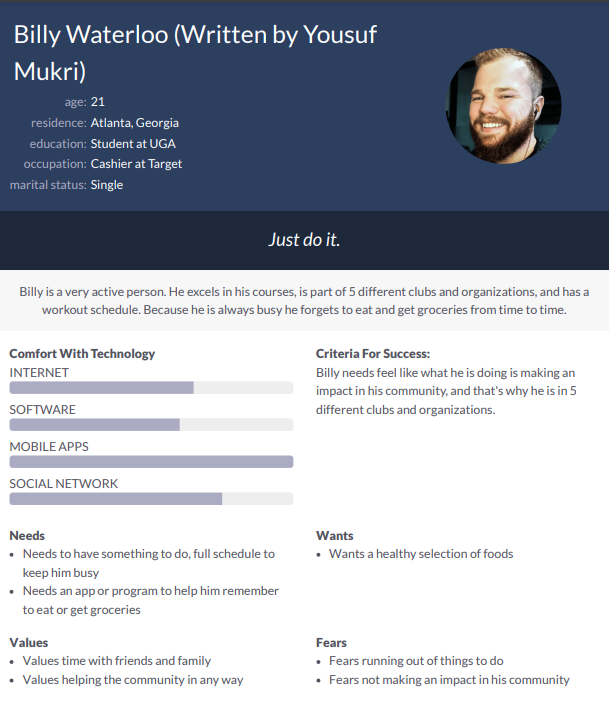 Billy Waterloo (Written by Yousuf
Mukri)
age: 21
residence: Atlanta, Georgia
education: Student at UGA
occupation: Cashier at Target
marital status: Single
Just do it.
Billy is a very active person. He excels in his courses, is part of 5 different clubs and organizations, and has a
workout schedule. Because he is always busy he forgets to eat and get groceries from time to time.
Comfort With Technology
INTERNET
SOFTWARE
MOBILE APPS
SOCIAL NETWORK
Criteria For Success:
Billy needs feel like what he is doing is making an
impact in his community, and that's why he is in 5
different clubs and organizations.
Needs
• Needs to have something to do, full schedule to
keep him busy
• Needs an app or program to help him remember
to eat or get groceries
Wants
• Wants a healthy selection of foods
Values
• Values time with friends and family
• Values helping the community in any way
Fears
• Fears running out of things to do
• Fears not making an impact in his community